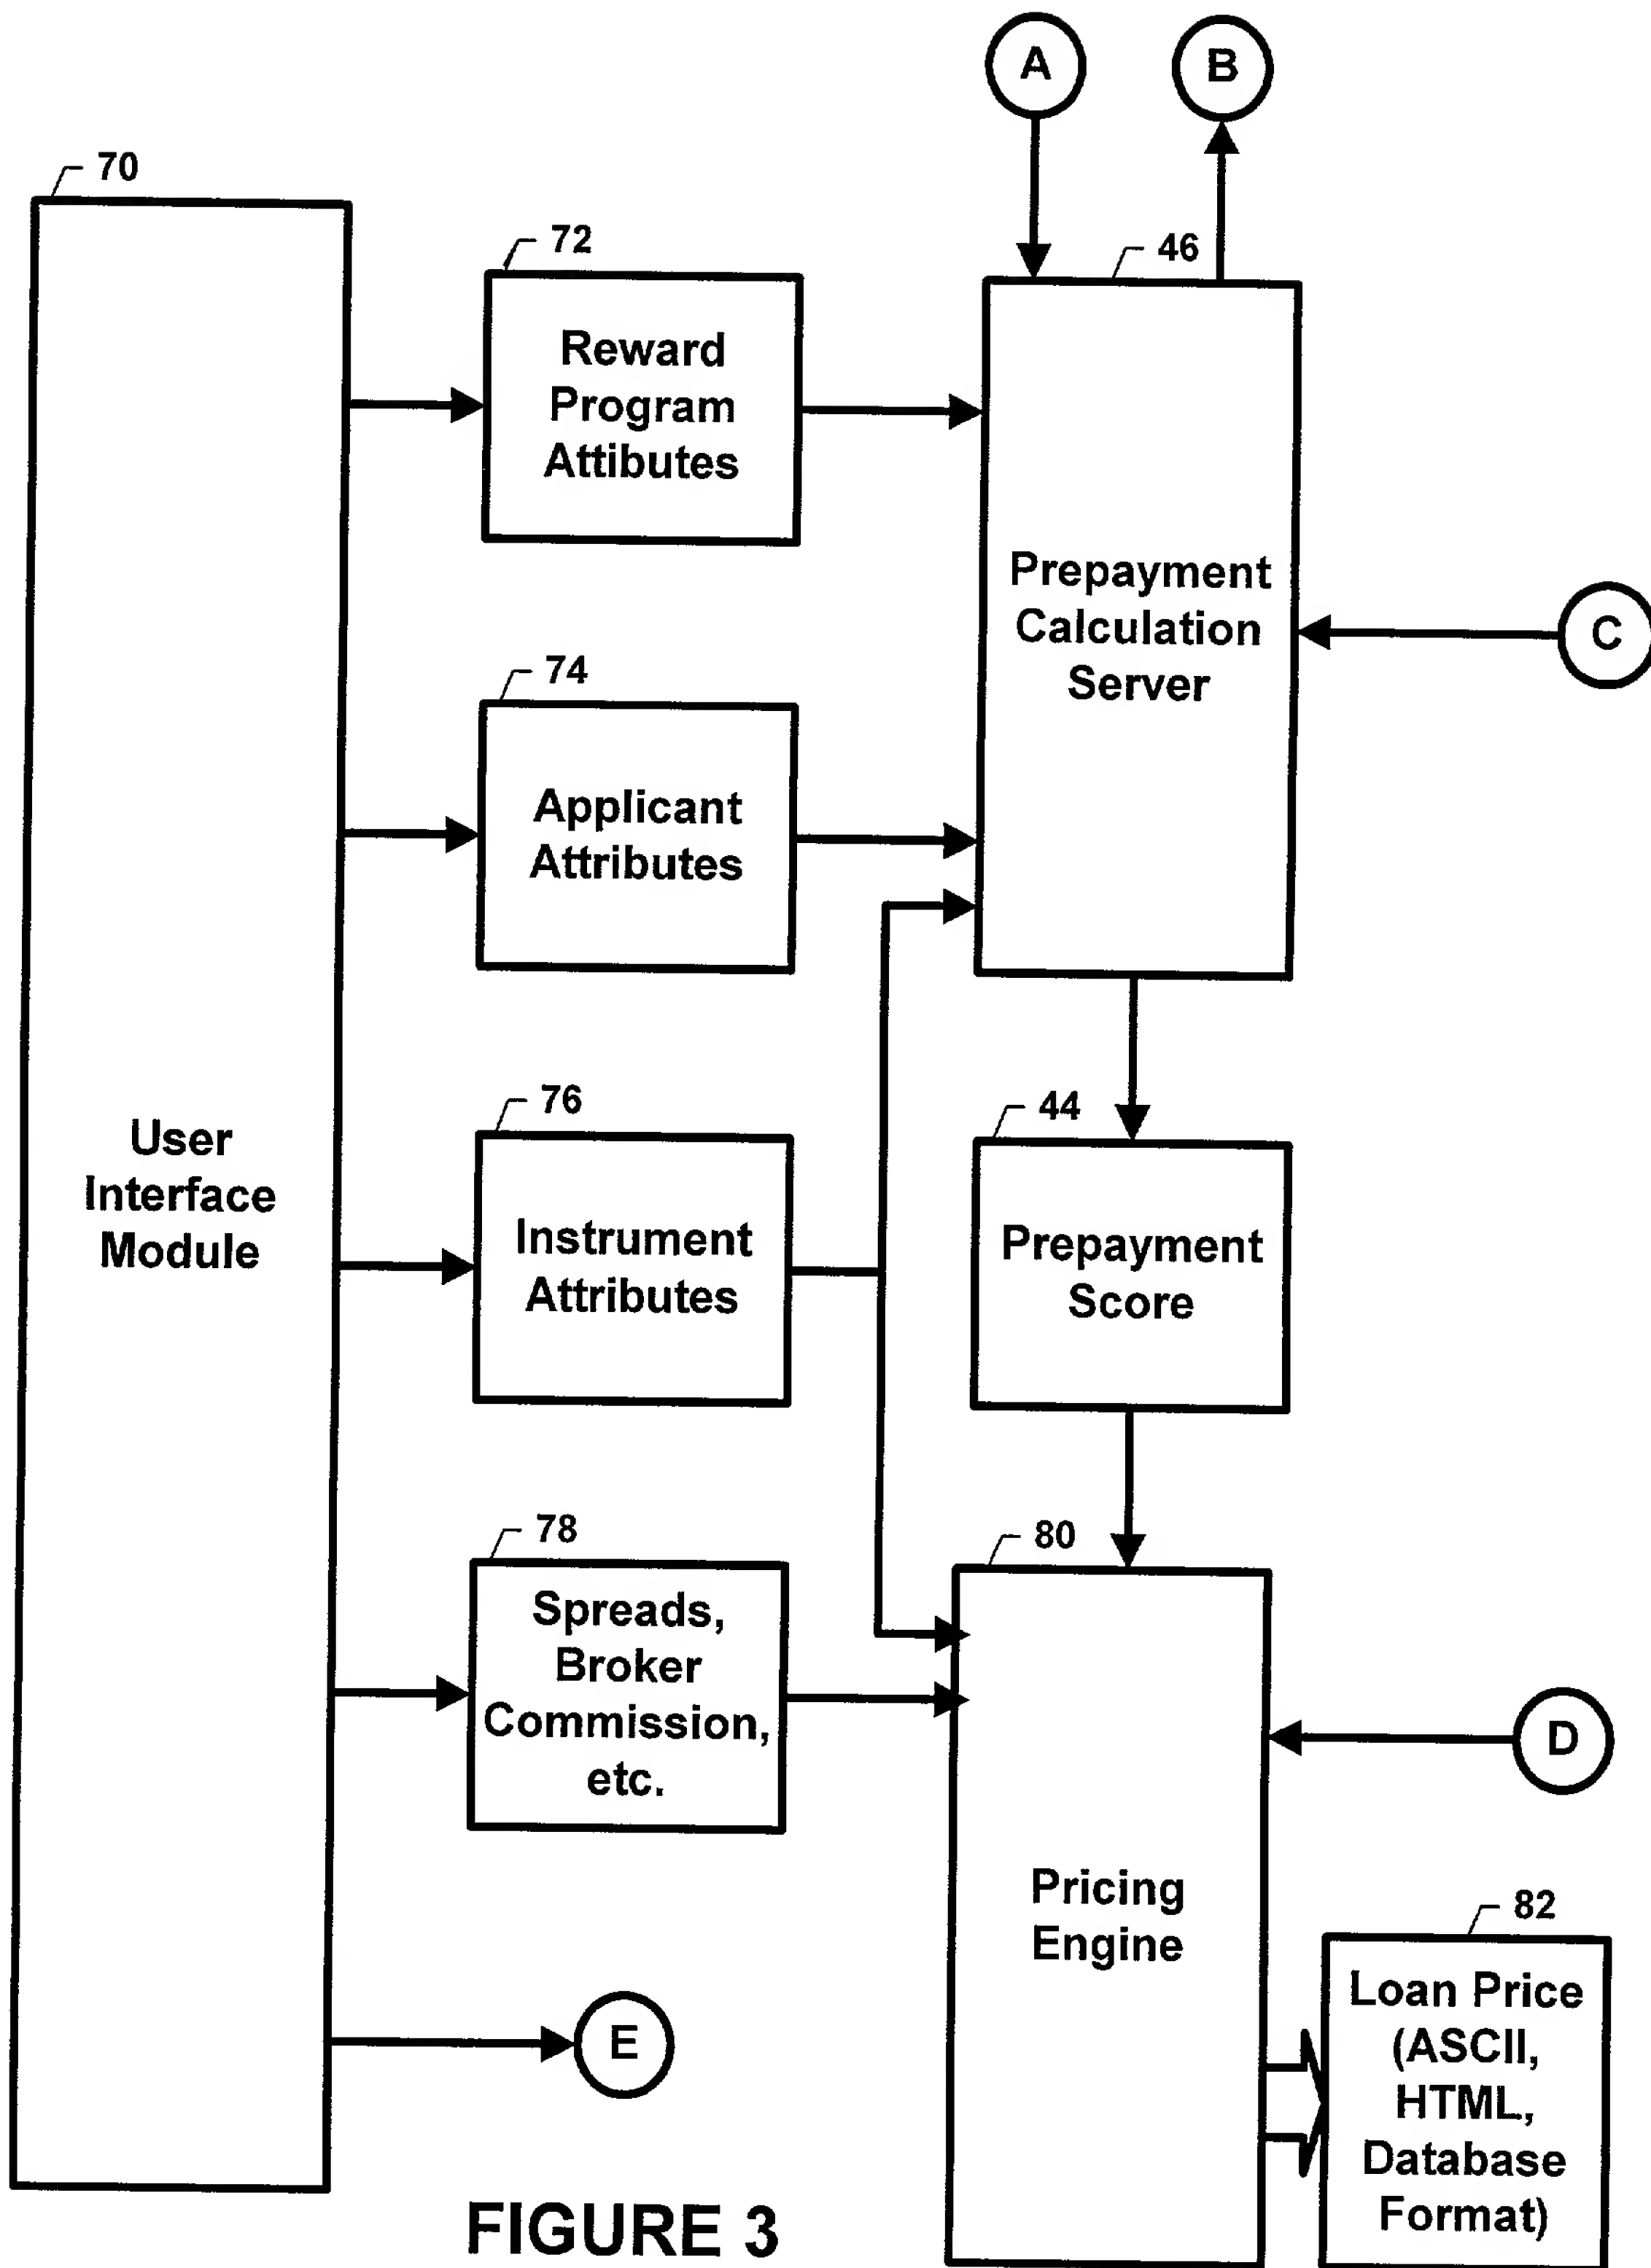 A
B
70
72
46
Reward
Program
Attibutes
Prepayment
Calculation
Server
C
74
Applicant
Attributes
76
44
User
Interface
Module
Instrument
Attributes
Prepayment
Score
78
80
Spreads,
Broker
Commission,
etc.
D
Pricing
Engine
82
Loan Price
(ASCII,
HTML,
Database
Format)
E
FIGURE 3